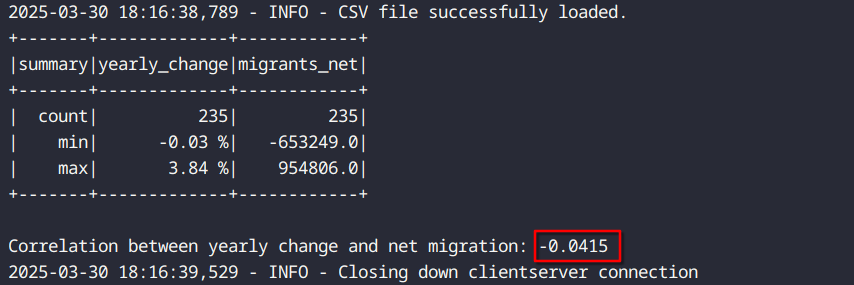 2025-03-30 18:16:38,789 - INFO - CSV file successfully loaded.
+-------+-------------+------------+
|summary|yearly_change|migrants_net|
+-------+-------------+------------+
|  count|          235|         235|
|    min|      -0.03 %|   -653249.0|
|    max|       3.84 %|    954806.0|
+-------+-------------+------------+
Correlation between yearly change and net migration: -0.0415
2025-03-30 18:16:39,529 - INFO - Closing down clientserver connection